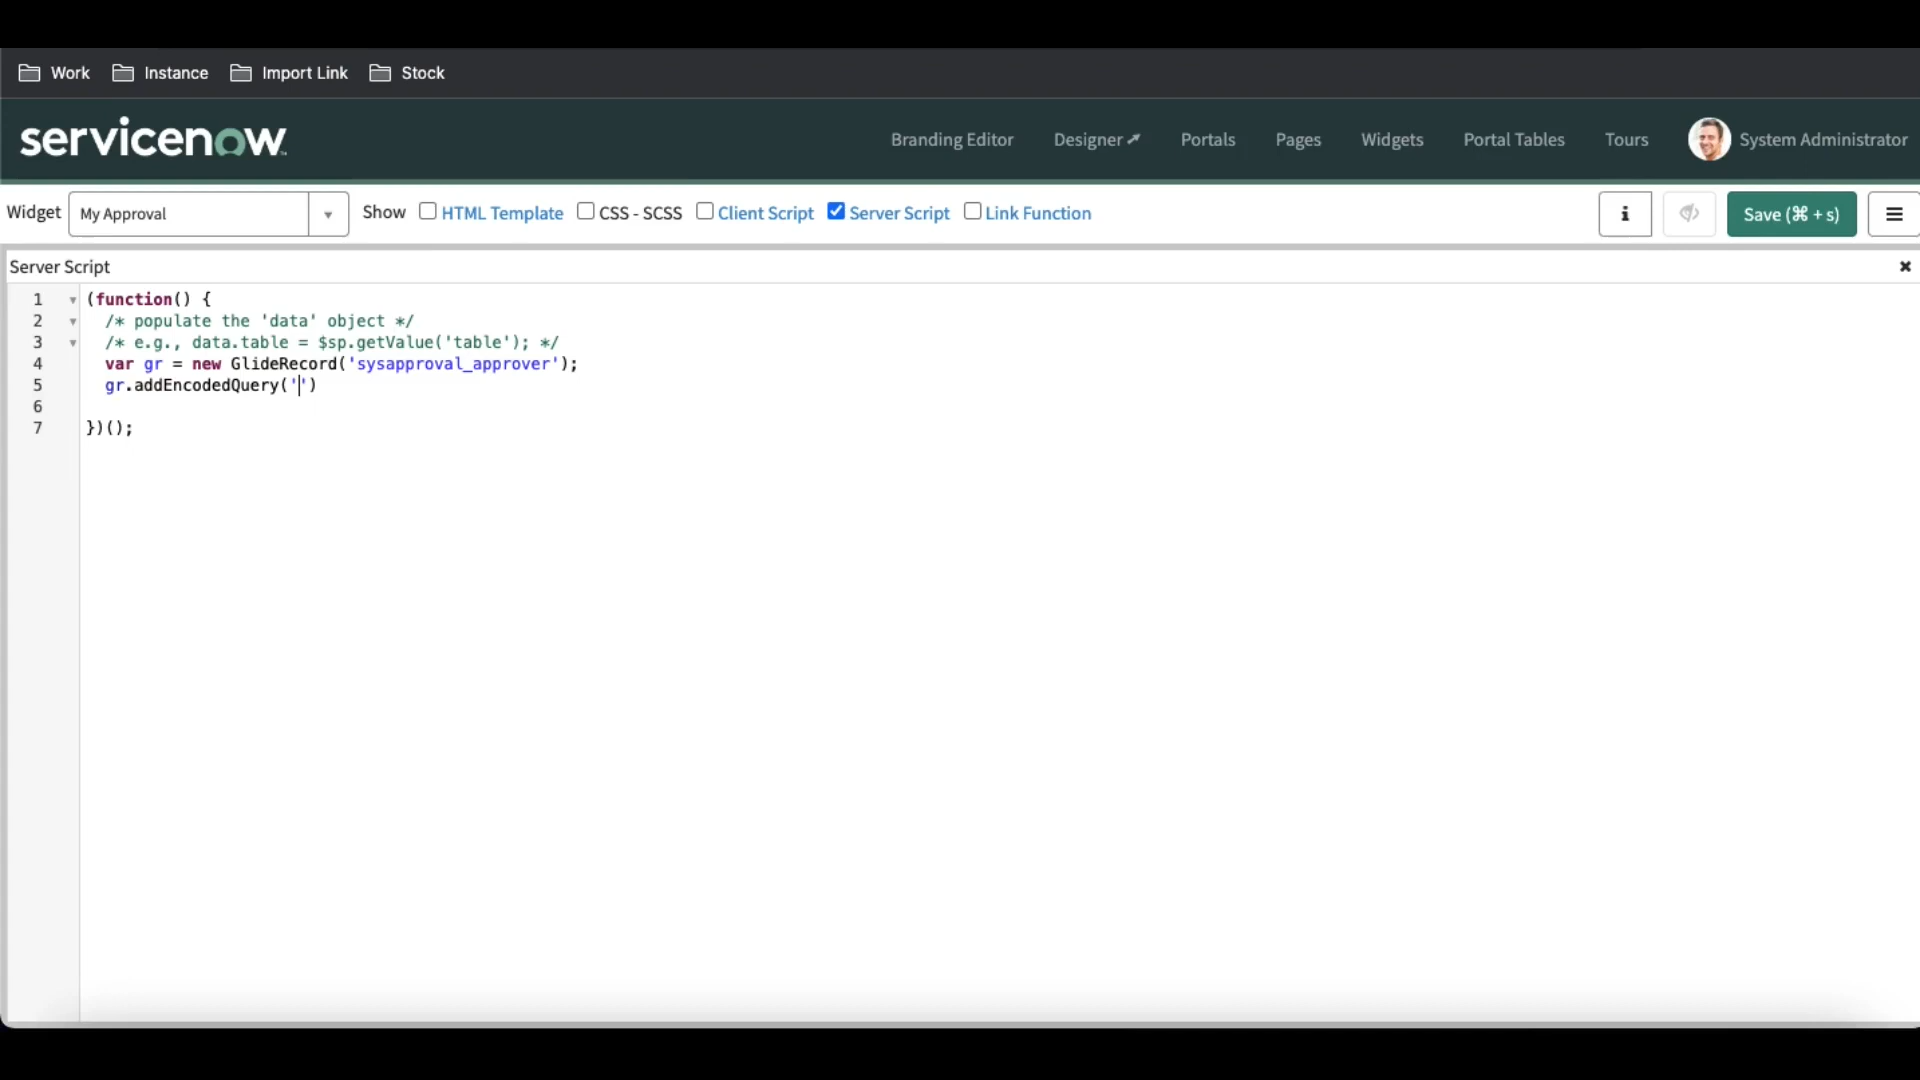 Work Instance Import Link Stock
servicenow Branding Editor Designer Portals Pages Widgets Portal Tables Tours System Administrator
Widget My Approval Show HTML Template CSS - SCSS Client Script Server Script Link Function i Save (⌘ + s)
Server Script
1 (function() {
2 /* populate the 'data' object */
3 /* e.g., data.table = $sp.getValue('table'); */
4 var gr = new GlideRecord('sysapproval_approver');
5 gr.addEncodedQuery('')
6
7 })();